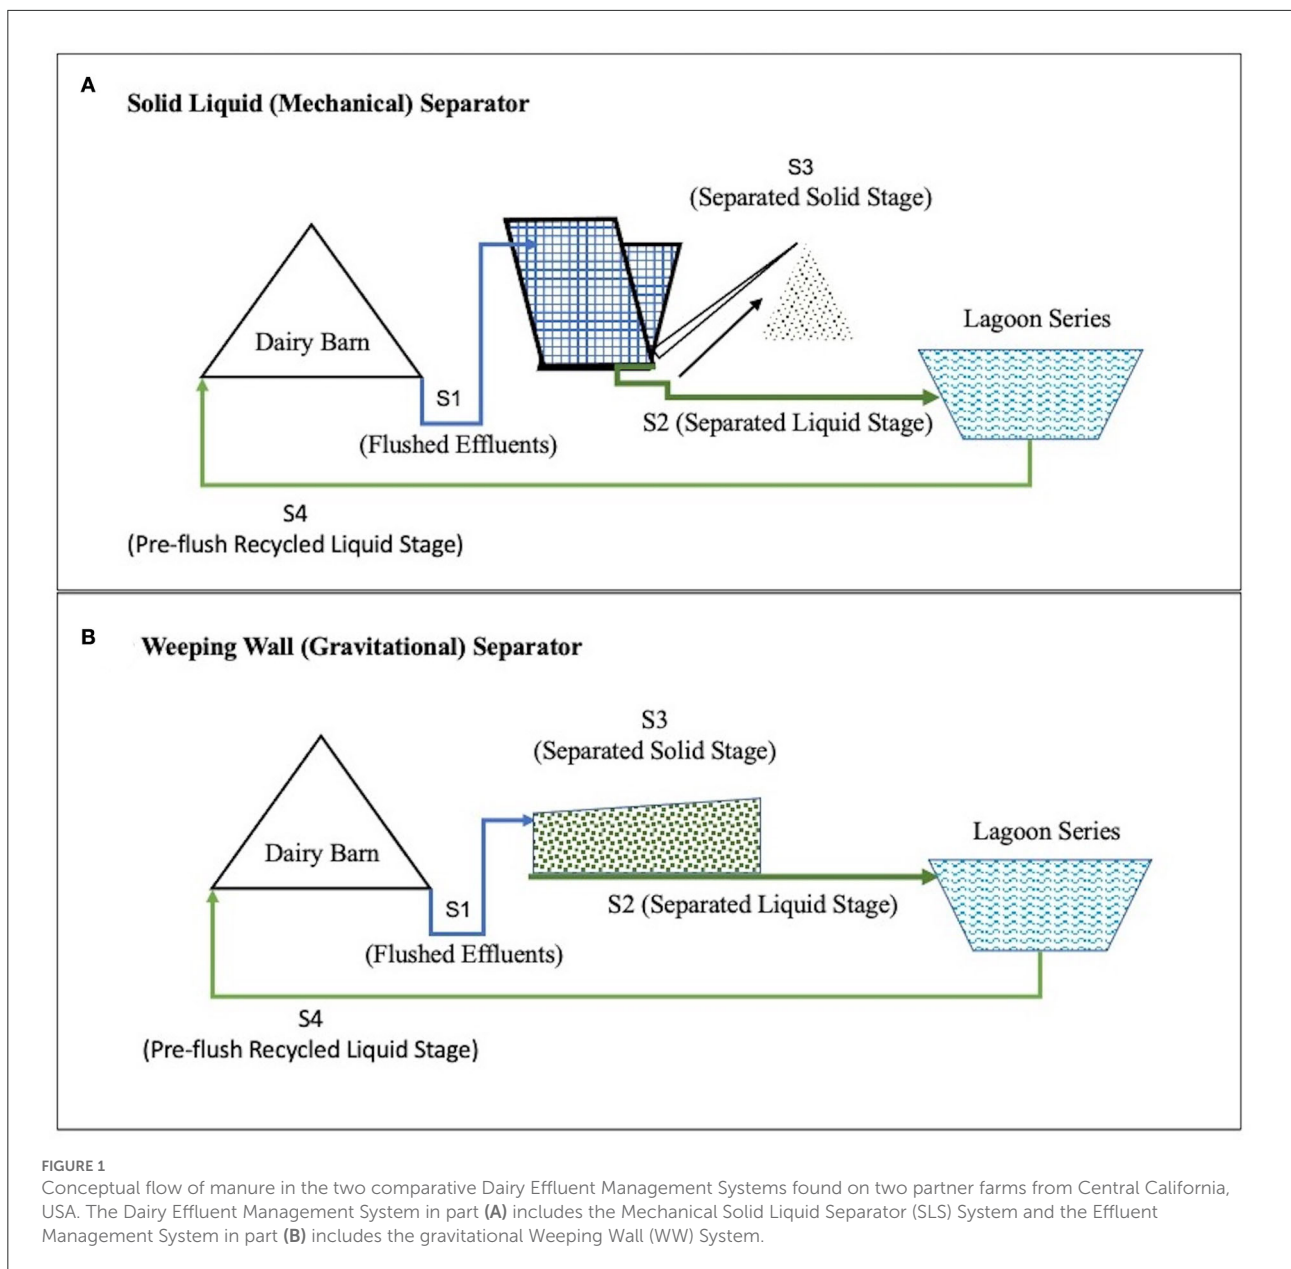 A
Solid Liquid (Mechanical) Separator
S3
(Separated Solid Stage)
Dairy Barn
Lagoon Series
S1
(Flushed Effluents)
S2 (Separated Liquid Stage)
S4
(Pre-flush Recycled Liquid Stage)
B
Weeping Wall (Gravitational) Separator
S3
(Separated Solid Stage)
Dairy Barn
Lagoon Series
S1
(Flushed Effluents)
S2 (Separated Liquid Stage)
S4
(Pre-flush Recycled Liquid Stage)
FIGURE 1
Conceptual flow of manure in the two comparative Dairy Effluent Management Systems found on two partner farms from Central California,
USA. The Dairy Effluent Management System in part (A) includes the Mechanical Solid Liquid Separator (SLS) System and the Effluent
Management System in part (B) includes the gravitational Weeping Wall (WW) System.